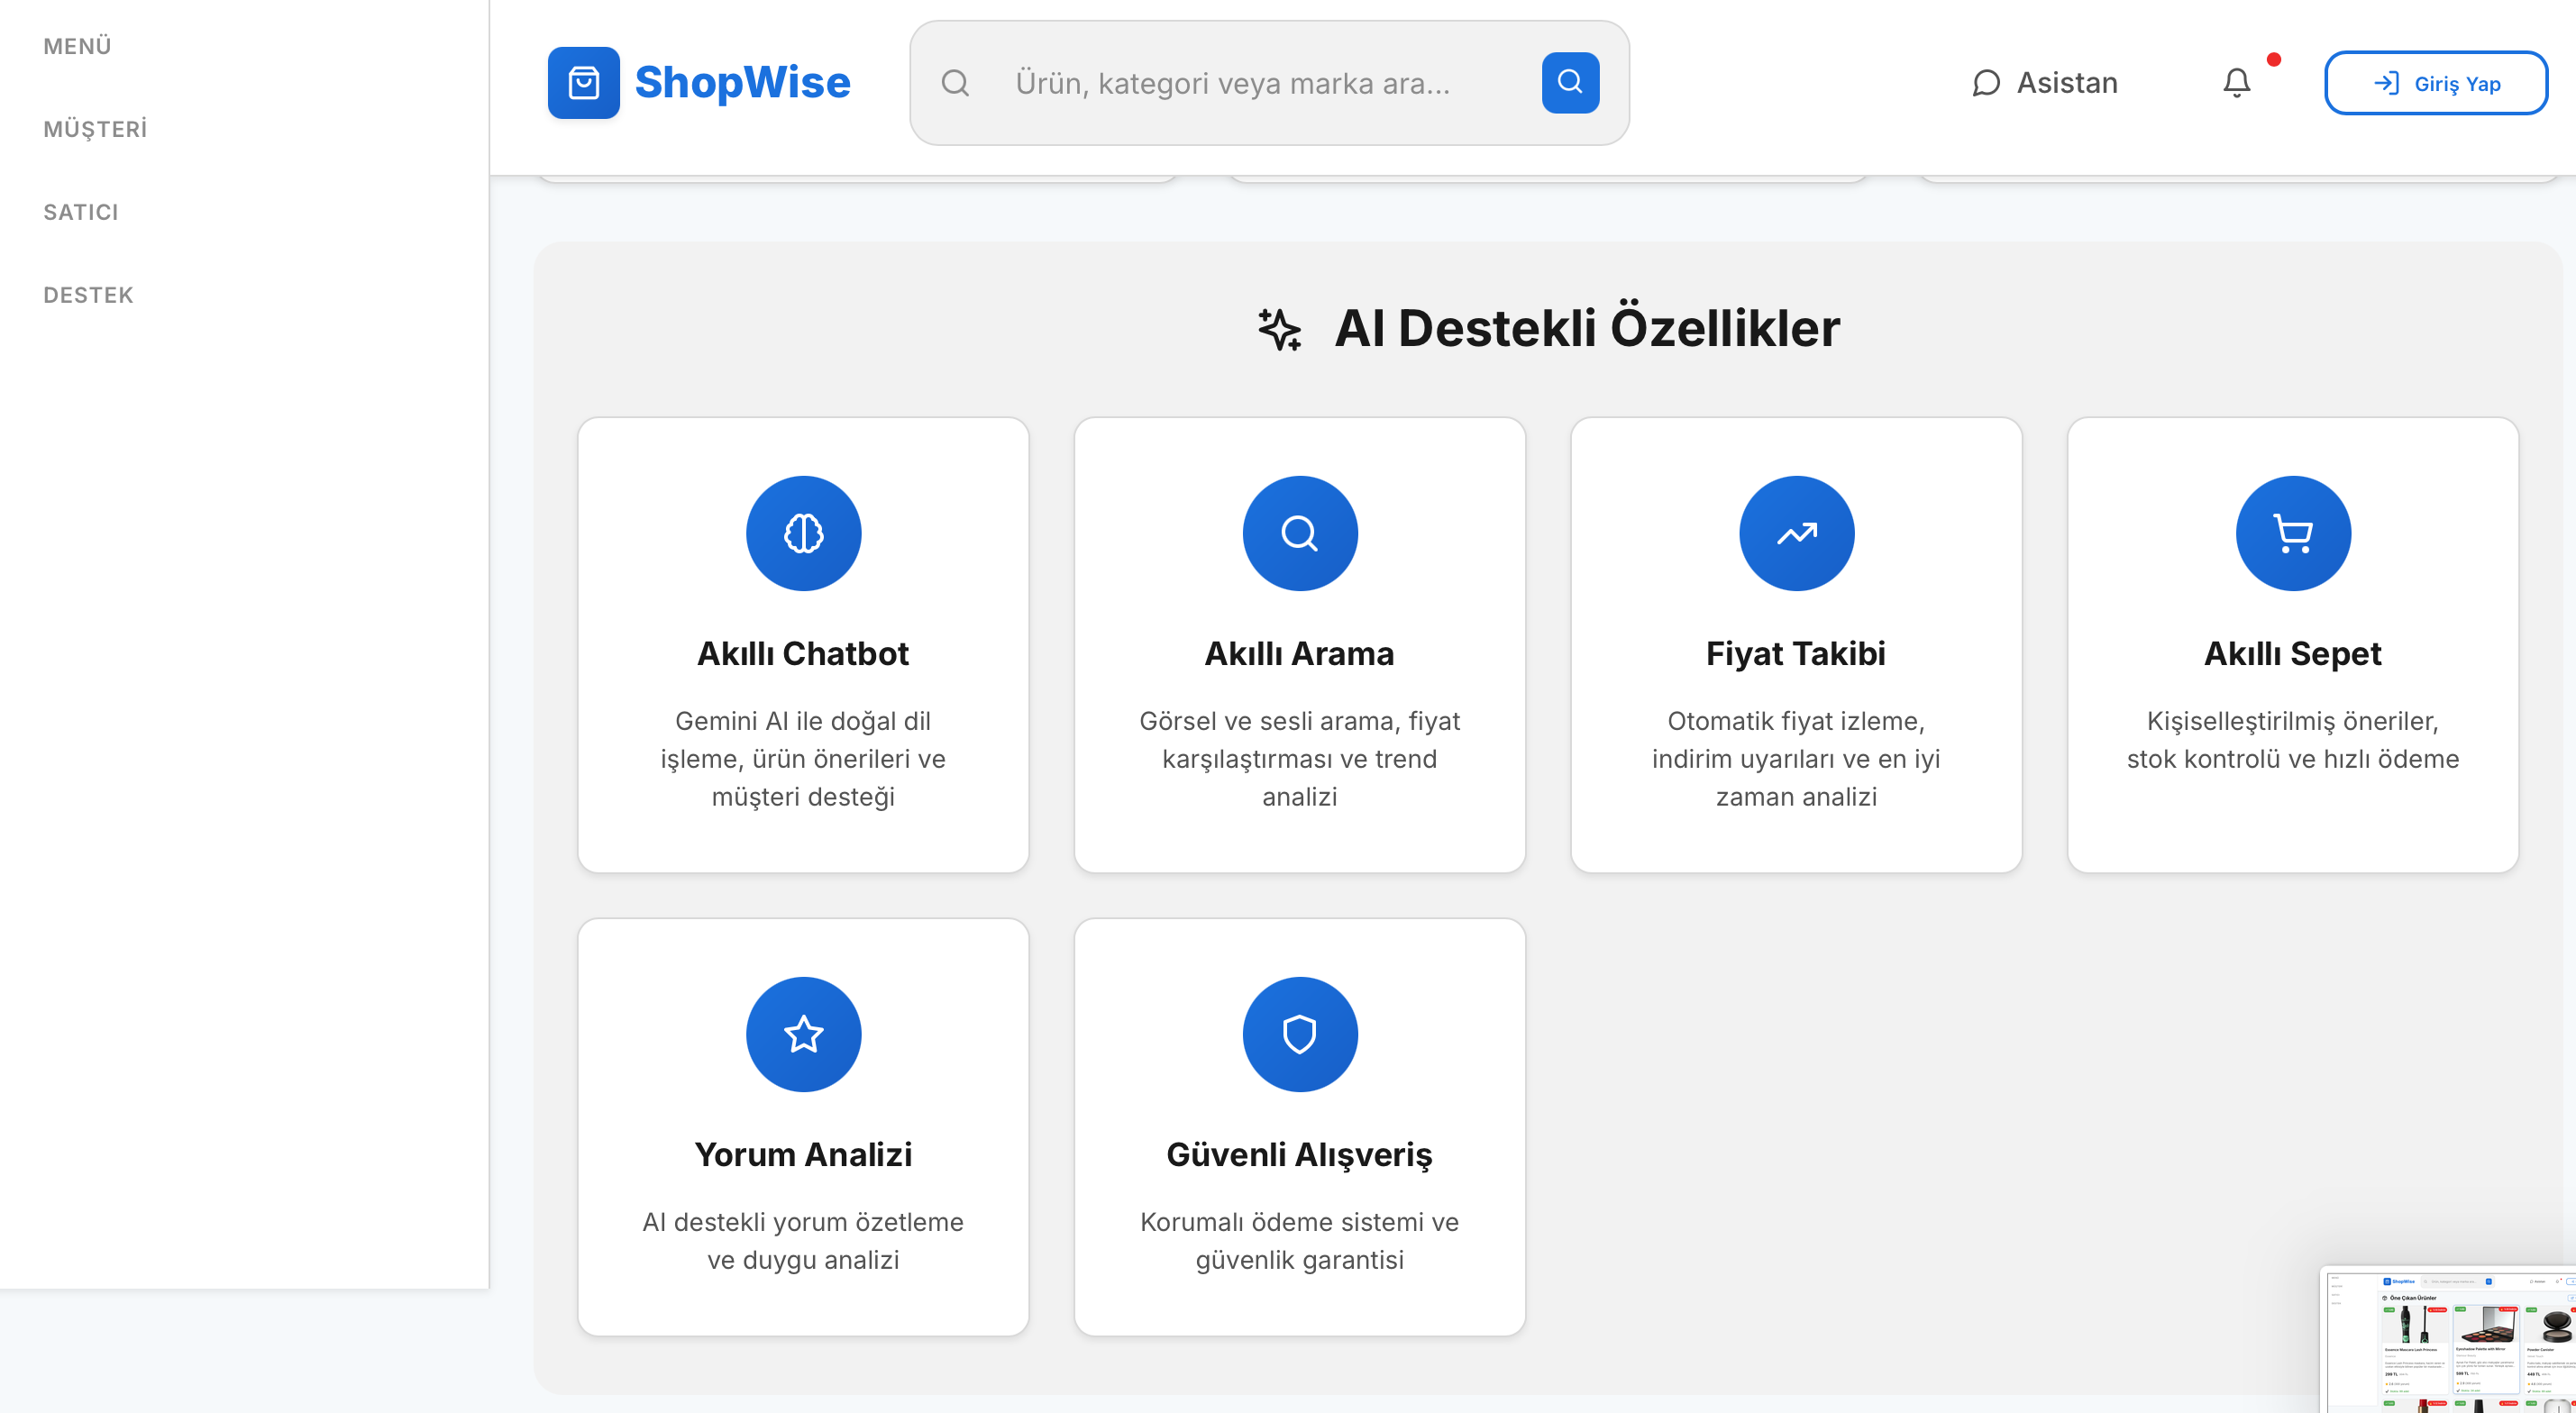 MENÜ
MÜŞTERİ
SATICI
DESTEK
ShopWise
Ürün, kategori veya marka ara...
Asistan
Giriş Yap
AI Destekli Özellikler
Akıllı Chatbot
Gemini AI ile doğal dil
işleme, ürün önerileri ve
müşteri desteği
Akıllı Arama
Görsel ve sesli arama, fiyat
karşılaştırması ve trend
analizi
Fiyat Takibi
Otomatik fiyat izleme,
indirim uyarıları ve en iyi
zaman analizi
Akıllı Sepet
Kişiselleştirilmiş öneriler,
stok kontrolü ve hızlı ödeme
Yorum Analizi
AI destekli yorum özetleme
ve duygu analizi
Güvenli Alışveriş
Korumalı ödeme sistemi ve
güvenlik garantisi
ShopWise
Öne Çıkan Ürünler